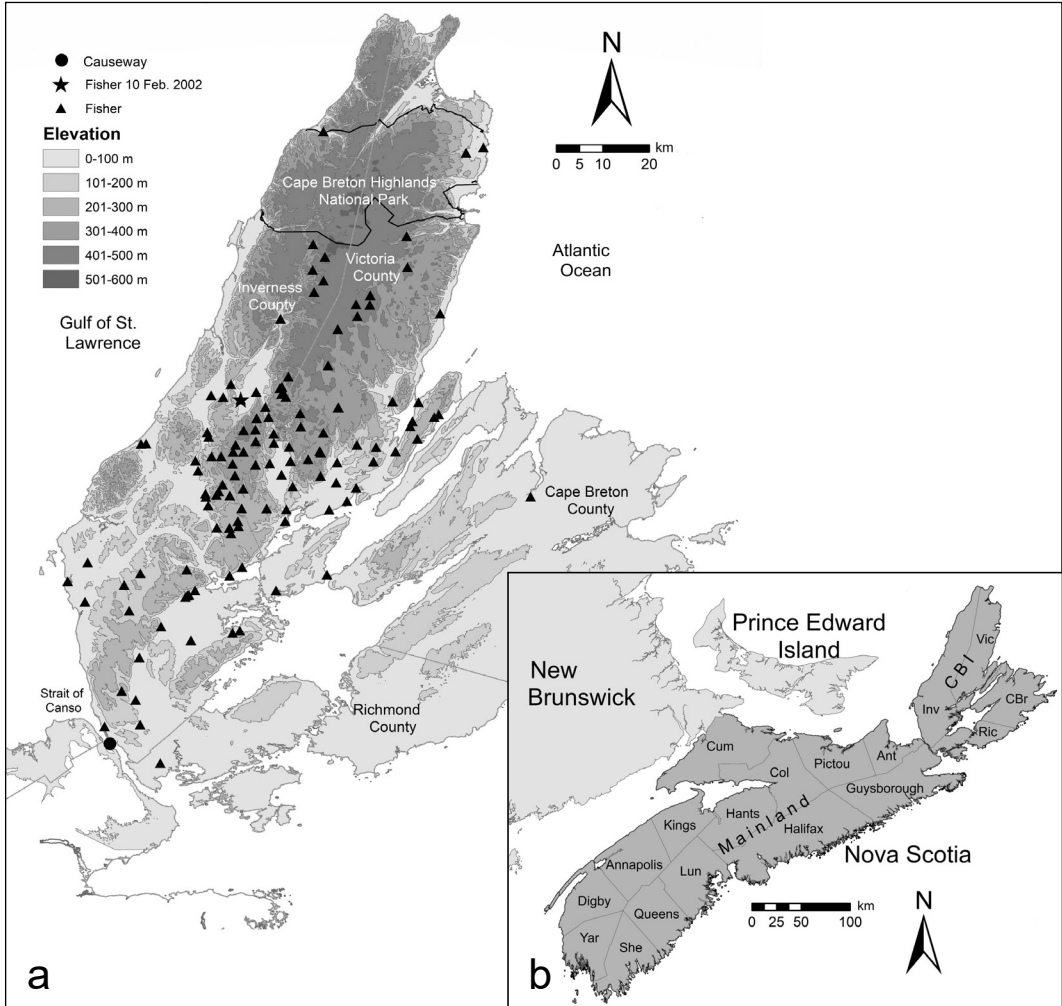 N
Causeway
Fisher 10 Feb. 2002
Fisher
Elevation
0-100 m
101-200 m
201-300 m
301-400 m
401-500 m
501-600 m
km
0 5 10 20
Cape Breton Highlands
National Park
Atlantic
Ocean
Victoria
County
Inverness
County
Gulf of St.
Lawrence
Cape Breton
County
Strait of
Canso
Richmond
County
a
Prince Edward
Island
New
Brunswick
Vic
CBI
CBr
Inv
Ric
Cum
Ant
Pictou
Col
Guysborough
Hants
Kings
Mainland
Halifax
Nova Scotia
Annapolis
Lun
Digby
Queens
Yar
She
km
0 25 50 100
N
b